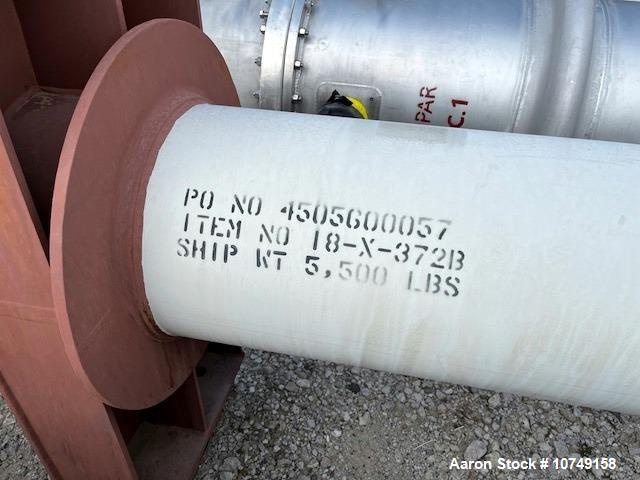 PAR
C.1
PO NO 4505600057
ITEM NO 18-X-372B
SHIP WT 5,500 LBS
Aaron Stock # 10749158